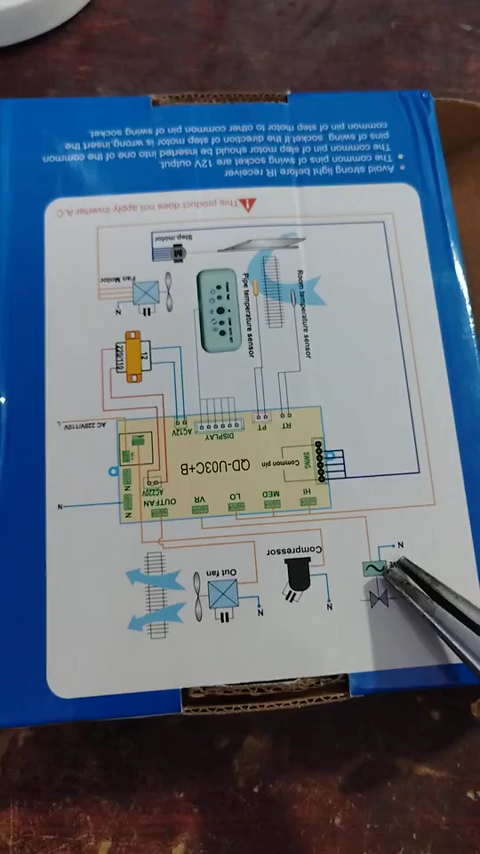 • Avoid strong light before IR receiver
• The common pins of swing socket are 12V output.
The common pin of step motor should be inserted into one of the common
pins of swing socket. If the direction of step motor is wrong, insert the
common pin of step motor to other common pin of swing socket.
This product does not apply inverter A.C
Step motor
M
Fan Motor
N
Room temperature sensor
Pipe temperature sensor
12
220/110
AC 220V/110V L
N
AC12V
DISPLAY
PT
RT
SWING
Common pin
QD-U03C+B
AC220V
N
N
OUTFAN
VR
LO
MED
HI
Compressor
N
Out fan
N
N